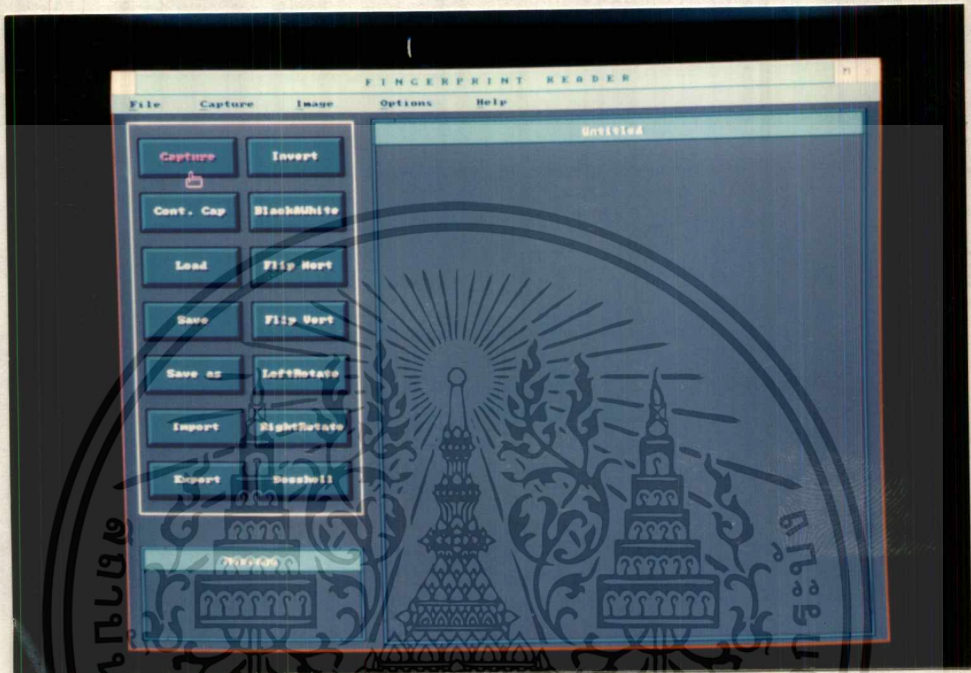 FINGERPRINT READER
File Capture Image Options Help
Untitled
Capture Invert
Cont. Cap Black&White
Load Flip Horz
Save Flip Vert
Save as LeftRotate
Import RightRotate
Export Dosshell